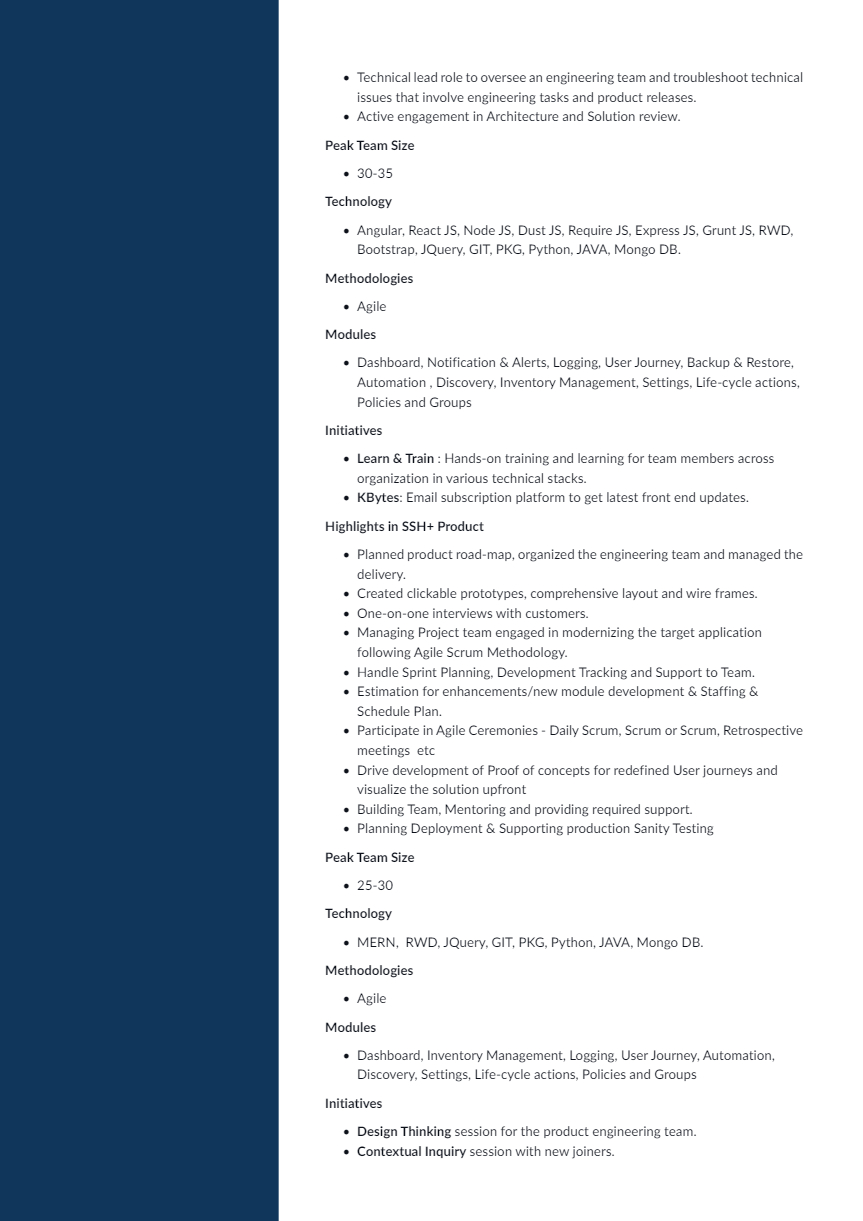 Technical lead role to oversee an engineering team and troubleshoot technical
issues that involve engineering tasks and product releases.
Active engagement in Architecture and Solution review.
Peak Team Size
30-35
Technology
Angular, React JS, Node JS, Dust JS, Require JS, Express JS, Grunt JS, RWD,
Bootstrap, JQuery, GIT, PKG, Python, JAVA, Mongo DB.
Methodologies
Agile
Modules
Dashboard, Notification & Alerts, Logging, User Journey, Backup & Restore,
Automation , Discovery, Inventory Management, Settings, Life-cycle actions,
Policies and Groups
Initiatives
Learn & Train : Hands-on training and learning for team members across
organization in various technical stacks.
KBytes: Email subscription platform to get latest front end updates.
Highlights in SSH+ Product
Planned product road-map, organized the engineering team and managed the
delivery.
Created clickable prototypes, comprehensive layout and wire frames.
One-on-one interviews with customers.
Managing Project team engaged in modernizing the target application
following Agile Scrum Methodology.
Handle Sprint Planning, Development Tracking and Support to Team.
Estimation for enhancements/new module development & Staffing &
Schedule Plan.
Participate in Agile Ceremonies - Daily Scrum, Scrum or Scrum, Retrospective
meetings  etc
Drive development of Proof of concepts for redefined User journeys and
visualize the solution upfront
Building Team, Mentoring and providing required support.
Planning Deployment & Supporting production Sanity Testing
Peak Team Size
25-30
Technology
MERN,  RWD, JQuery, GIT, PKG, Python, JAVA, Mongo DB.
Methodologies
Agile
Modules
Dashboard, Inventory Management, Logging, User Journey, Automation,
Discovery, Settings, Life-cycle actions, Policies and Groups
Initiatives
Design Thinking session for the product engineering team.
Contextual Inquiry session with new joiners.